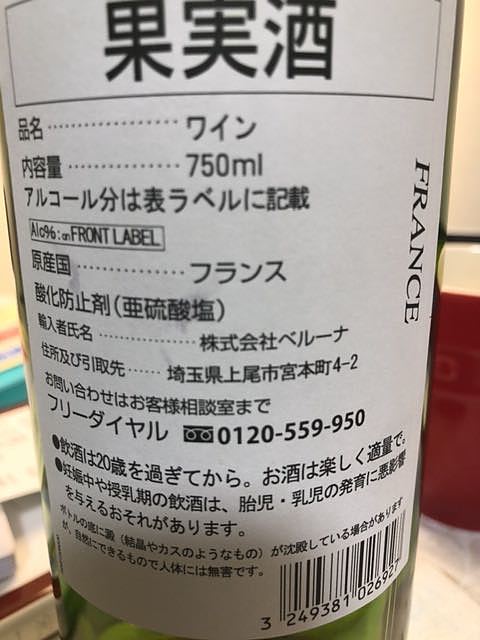 果実酒
品名 ·················· ワイン
内容量 ··············· 750ml
アルコール分は表ラベルに記載
Alc% : on FRONT LABEL
原産国 ··············· フランス
酸化防止剤(亜硫酸塩)
輸入者氏名 ·················· 株式会社ベルーナ
住所及び引取先 ······ 埼玉県上尾市宮本町4-2
お問い合わせはお客様相談室まで
フリーダイヤル 0120-559-950
●飲酒は20歳を過ぎてから。お酒は楽しく適量で。
●妊娠中や授乳期の飲酒は、胎児・乳児の発育に悪影響
を与えるおそれがあります。
ボトルの底に澱(結晶やカスのようなもの)が沈殿している場合があります
が、自然にできるもので人体には無害です。
3 249381 026927
FRANCE